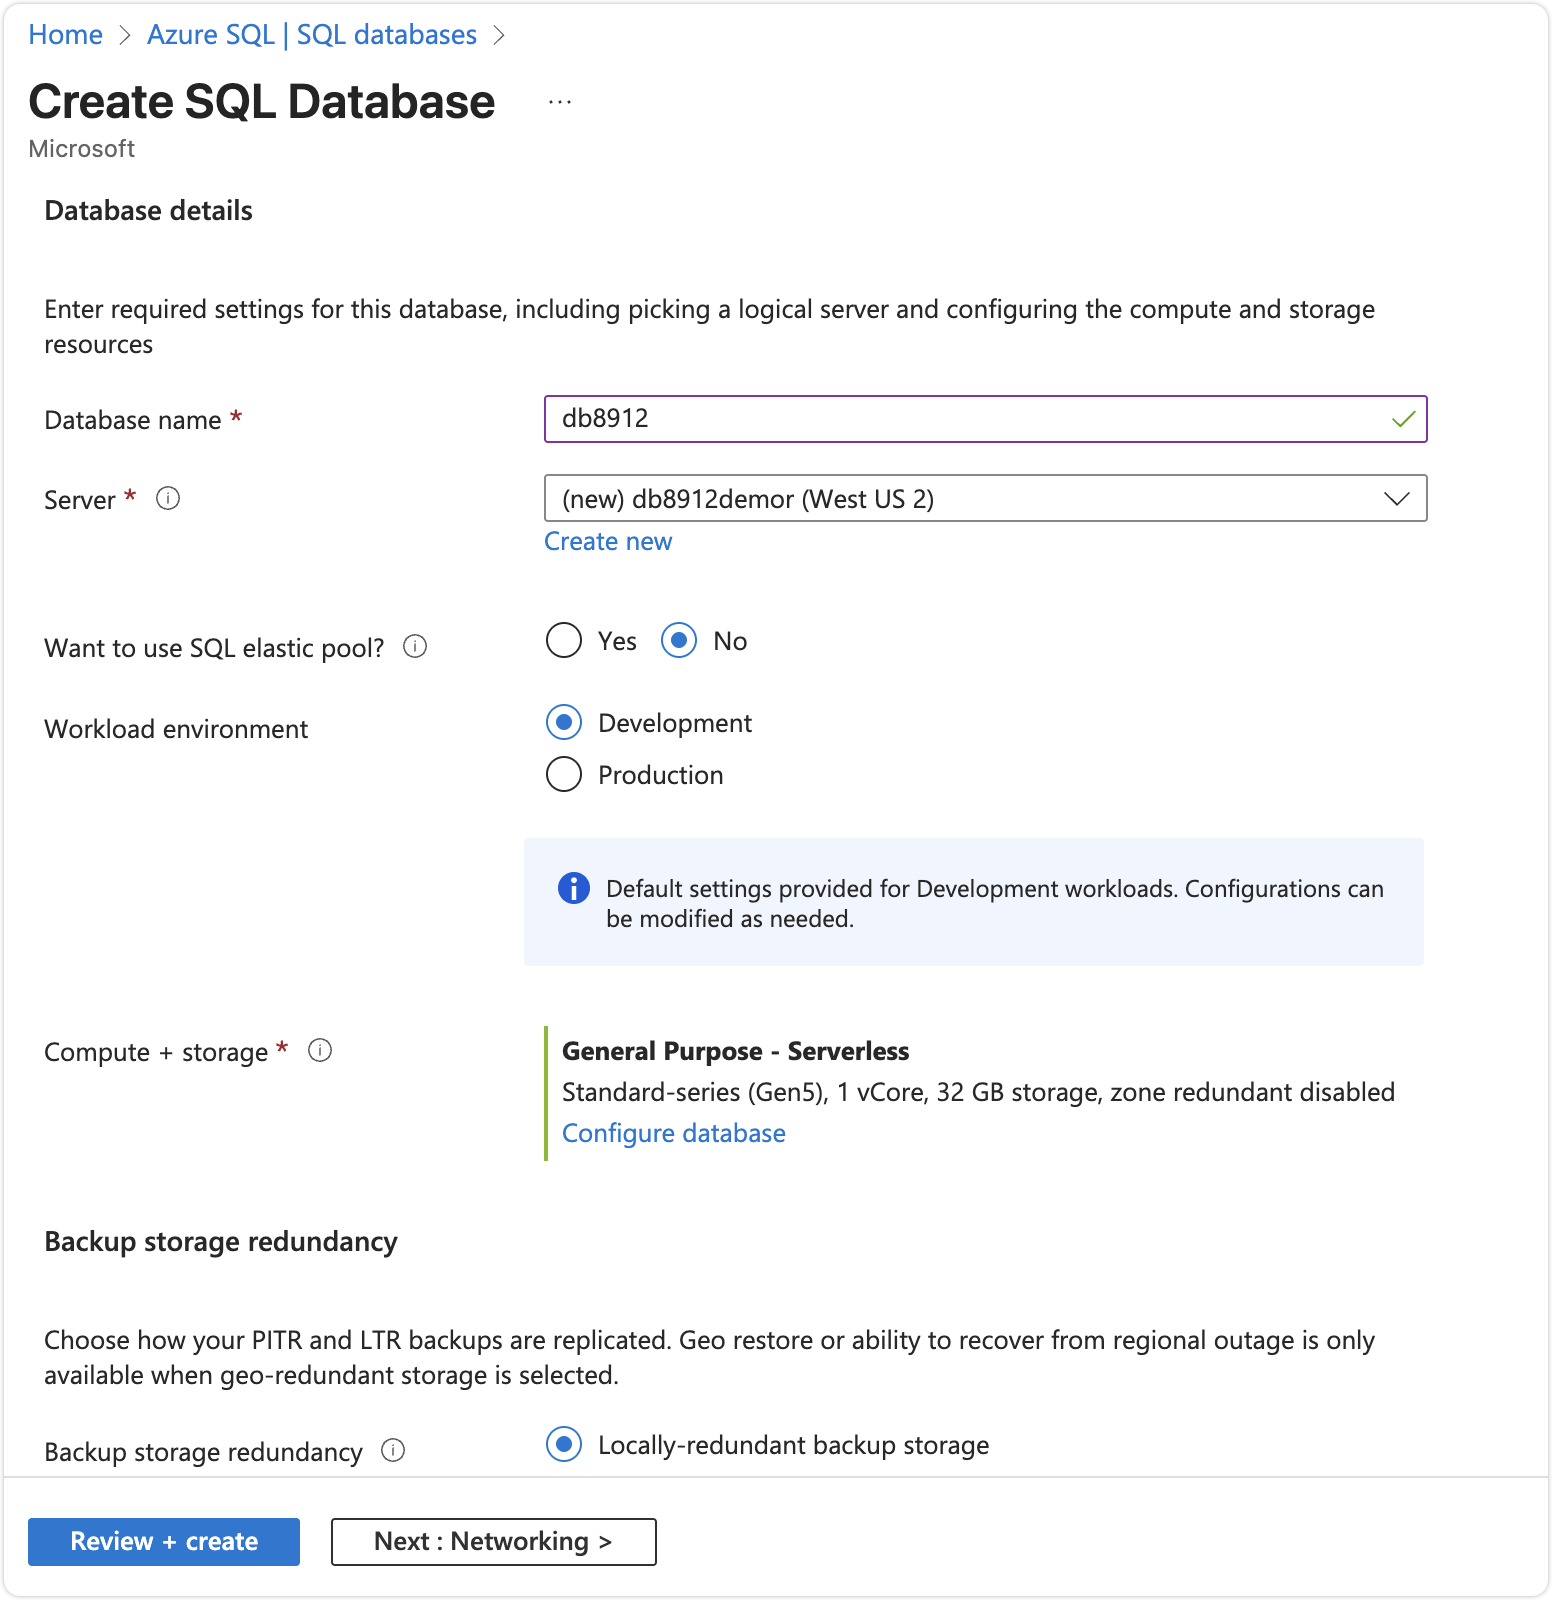 Home > Azure SQL | SQL databases >
Create SQL Database ...
Microsoft
Database details
Enter required settings for this database, including picking a logical server and configuring the compute and storage
resources
Database name *
db8912
Server *
(new) db8912demor (West US 2)
Create new
Want to use SQL elastic pool?
Yes No
Workload environment
Development
Production
Default settings provided for Development workloads. Configurations can
be modified as needed.
Compute + storage *
General Purpose - Serverless
Standard-series (Gen5), 1 vCore, 32 GB storage, zone redundant disabled
Configure database
Backup storage redundancy
Choose how your PITR and LTR backups are replicated. Geo restore or ability to recover from regional outage is only
available when geo-redundant storage is selected.
Backup storage redundancy
Locally-redundant backup storage
Review + create
Next : Networking >